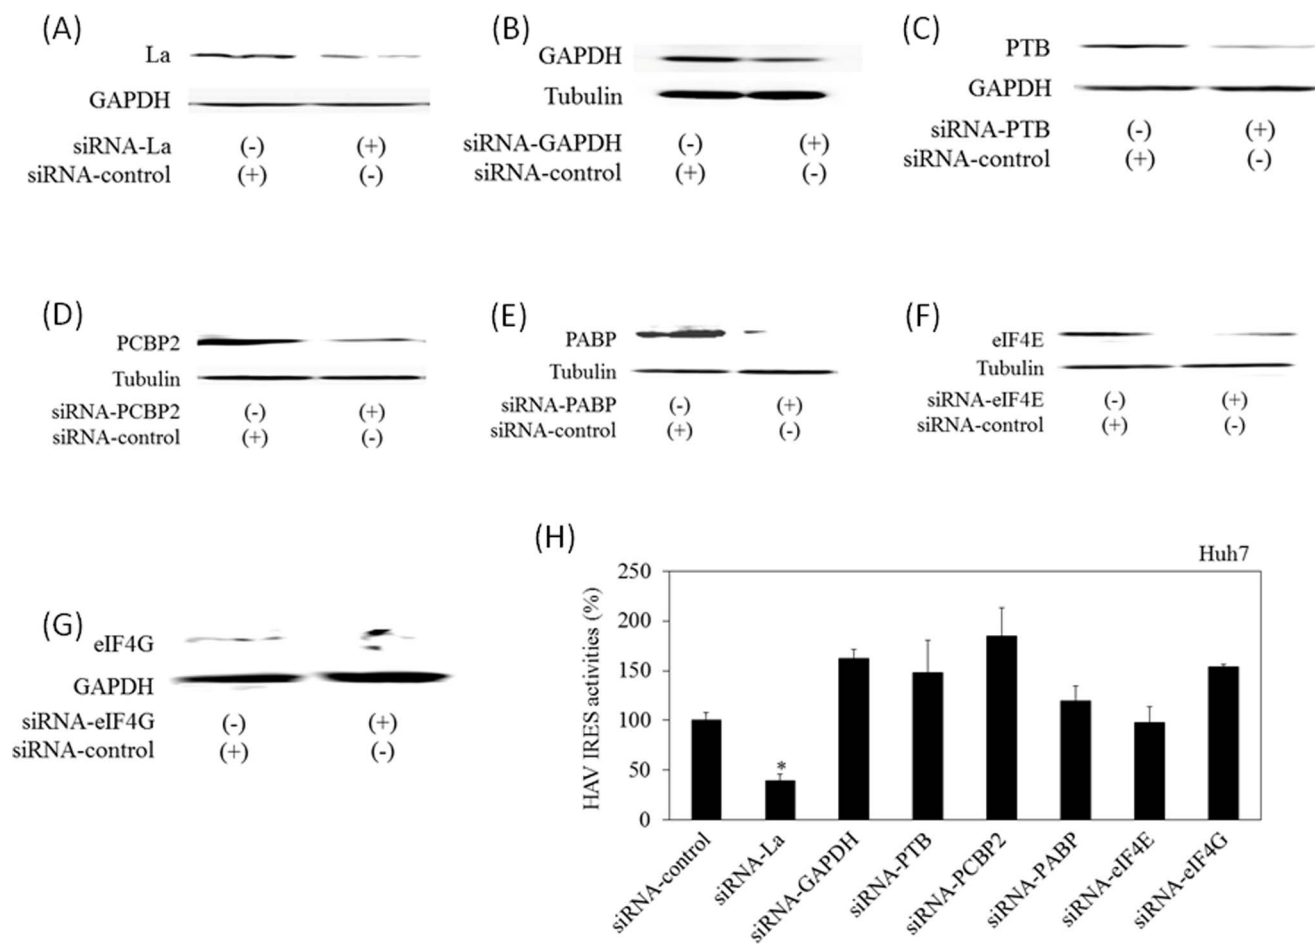 (A)
La
GAPDH
siRNA-La (-) (+)
siRNA-control (+) (-)
(B)
GAPDH
Tubulin
siRNA-GAPDH (-) (+)
siRNA-control (+) (-)
(C)
PTB
GAPDH
siRNA-PTB (-) (+)
siRNA-control (+) (-)
(D)
PCBP2
Tubulin
siRNA-PCBP2 (-) (+)
siRNA-control (+) (-)
(E)
PABP
Tubulin
siRNA-PABP (-) (+)
siRNA-control (+) (-)
(F)
eIF4E
Tubulin
siRNA-eIF4E (-) (+)
siRNA-control (+) (-)
(G)
eIF4G
GAPDH
siRNA-eIF4G (-) (+)
siRNA-control (+) (-)
(H)
Huh7
HAV IRES activities (%)
250
200
150
100
50
0
*
siRNA-control
siRNA-La
siRNA-GAPDH
siRNA-PTB
siRNA-PCBP2
siRNA-PABP
siRNA-eIF4E
siRNA-eIF4G